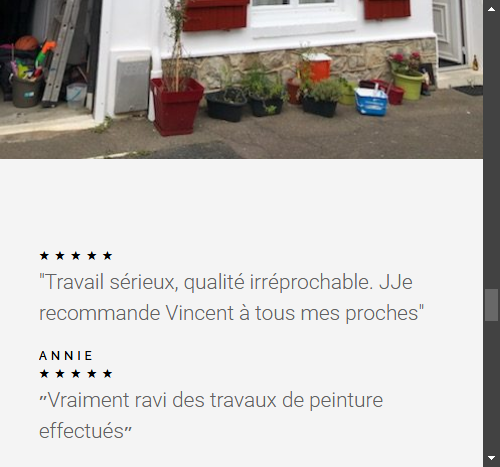 ★★★★★
"Travail sérieux, qualité irréprochable. JJe
recommande Vincent à tous mes proches"
ANNIE
★★★★★
"Vraiment ravi des travaux de peinture
effectués"